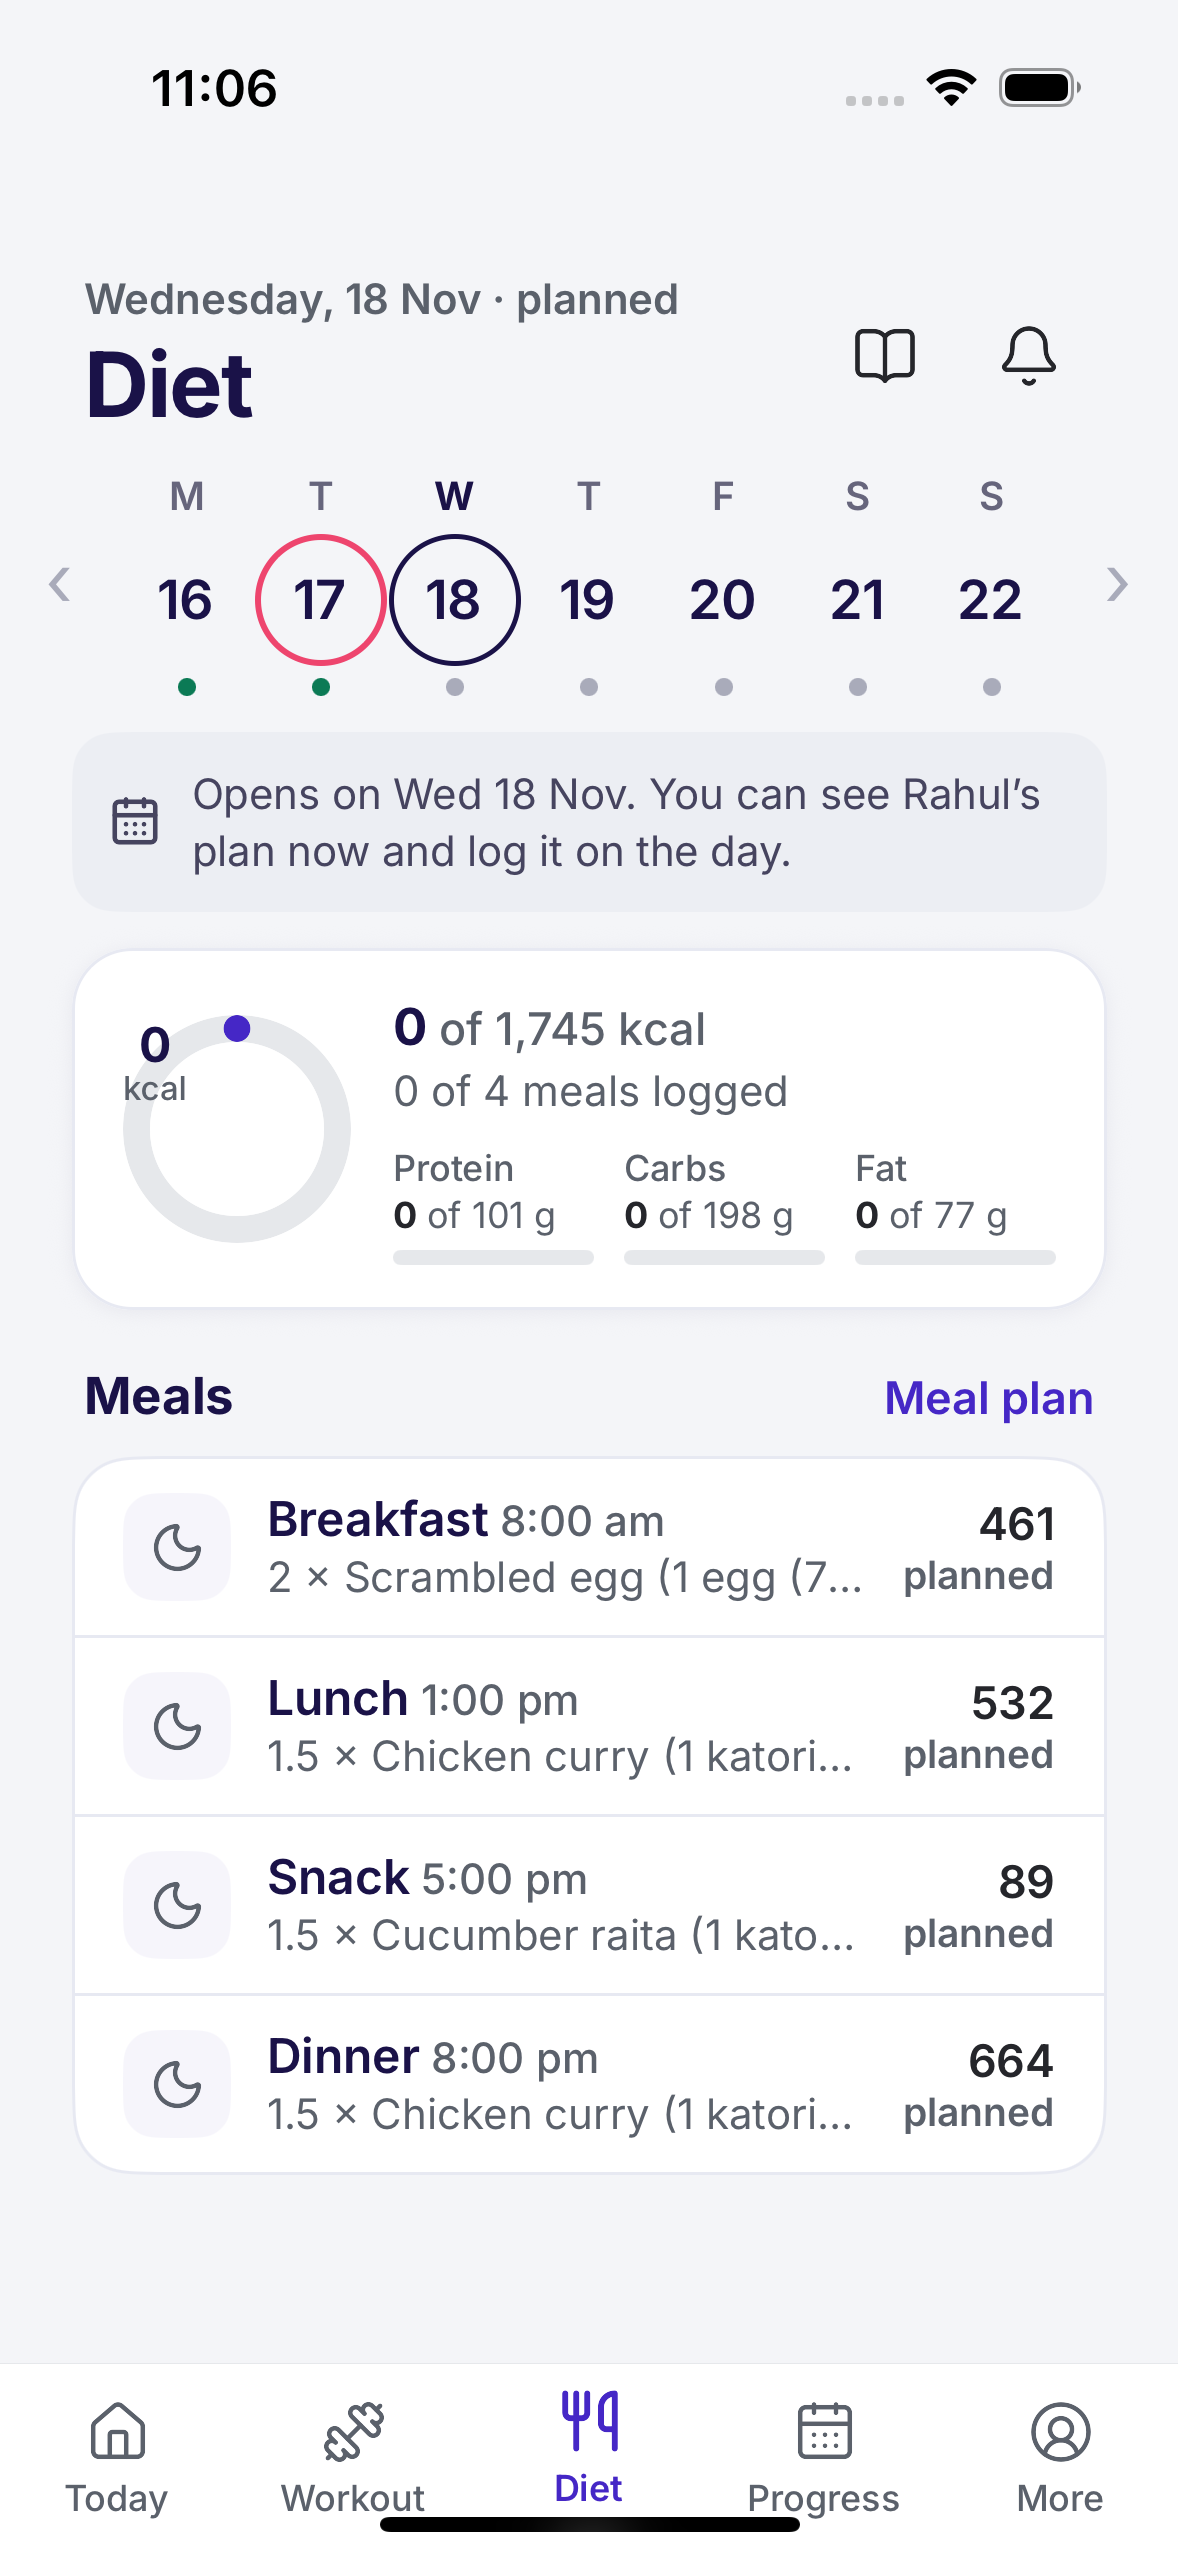 11:06
Wednesday, 18 Nov · planned
Diet
M T W T F S S
16 17 18 19 20 21 22
Opens on Wed 18 Nov. You can see Rahul’s
plan now and log it on the day.
0
kcal
0 of 1,745 kcal
0 of 4 meals logged
Protein Carbs Fat
0 of 101 g 0 of 198 g 0 of 77 g
Meals Meal plan
Breakfast 8:00 am 461
2 × Scrambled egg (1 egg (7... planned
Lunch 1:00 pm 532
1.5 × Chicken curry (1 katori... planned
Snack 5:00 pm 89
1.5 × Cucumber raita (1 kato... planned
Dinner 8:00 pm 664
1.5 × Chicken curry (1 katori... planned
Today Workout Diet Progress More